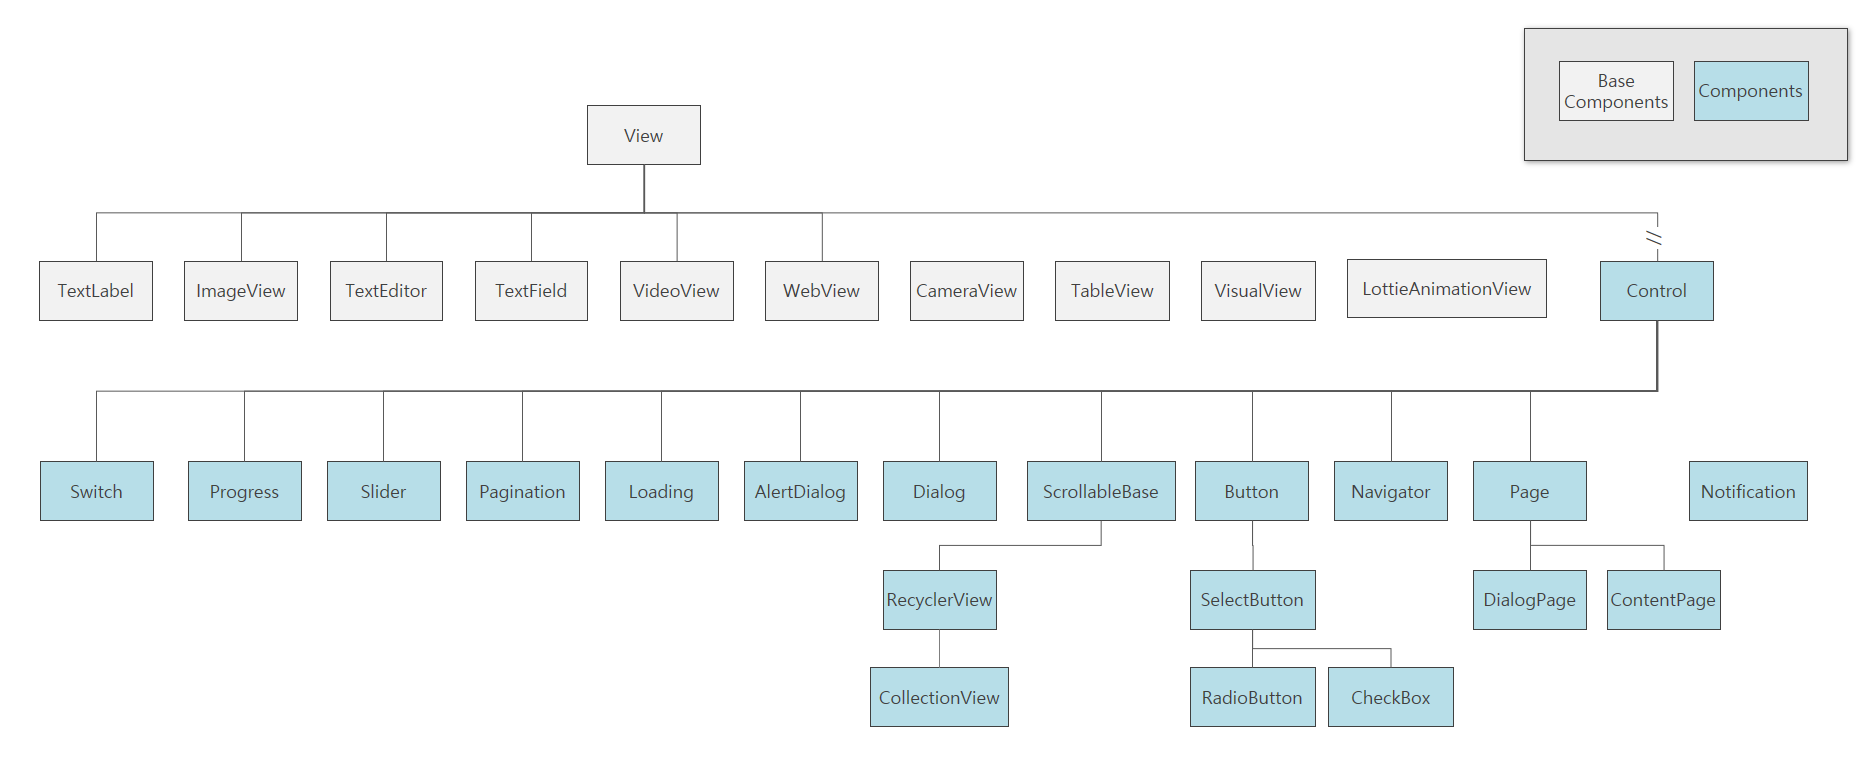 Base
Components
Components
View
TextLabel
ImageView
TextEditor
TextField
VideoView
WebView
CameraView
TableView
VisualView
LottieAnimationView
Control
Switch
Progress
Slider
Pagination
Loading
AlertDialog
Dialog
ScrollableBase
Button
Navigator
Page
Notification
RecyclerView
SelectButton
DialogPage
ContentPage
CollectionView
RadioButton
CheckBox